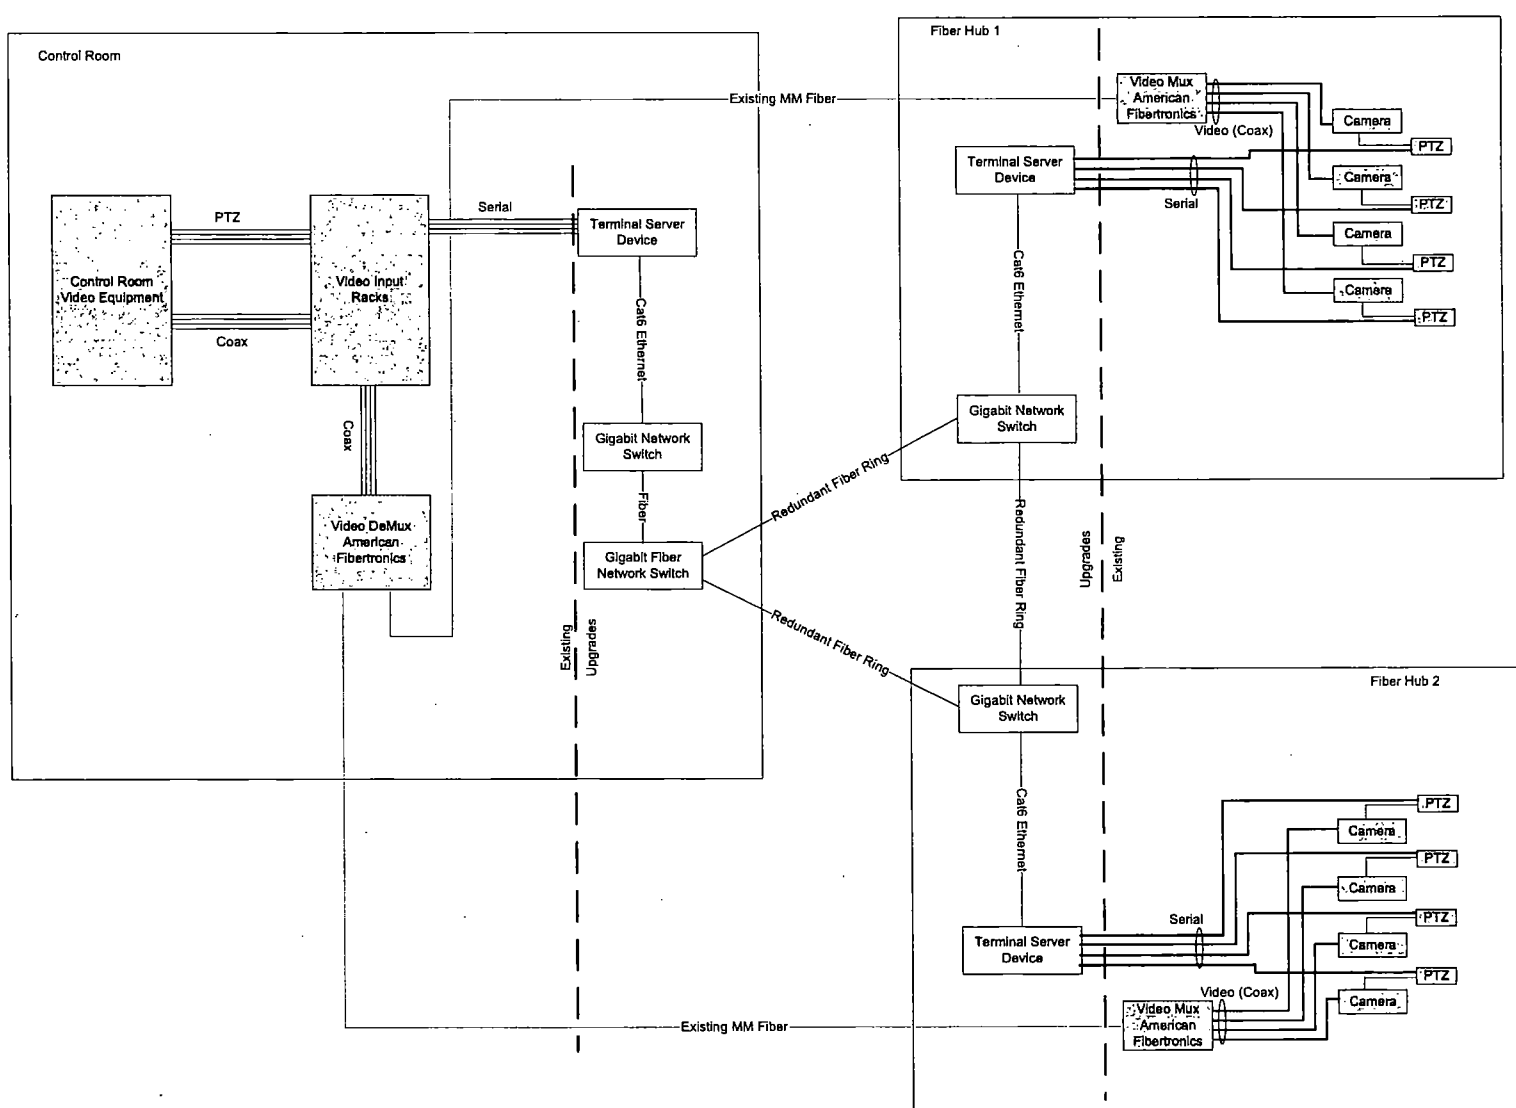 Control Room
PTZ
Control Room
Video Equipment
Coax
Video Input
Racks
Coax
Video DeMux
American
Fibertronics
Serial
Terminal Server
Device
Cat6 Ethernet
Gigabit Network
Switch
Fiber
Gigabit Fiber
Network Switch
Existing
Upgrades
Existing MM Fiber
Redundant Fiber Ring
Redundant Fiber Ring
Redundant Fiber Ring
Existing MM Fiber
Fiber Hub 1
Video Mux
American
Fibertronics
Video (Coax)
Terminal Server
Device
Serial
Camera
PTZ
Camera
PTZ
Camera
PTZ
Camera
PTZ
Cat6 Ethernet
Gigabit Network
Switch
Upgrades
Existing
Fiber Hub 2
Gigabit Network
Switch
Cat6 Ethernet
Terminal Server
Device
Serial
PTZ
Camera
PTZ
Camera
PTZ
Camera
PTZ
Camera
Video (Coax)
Video Mux
American
Fibertronics